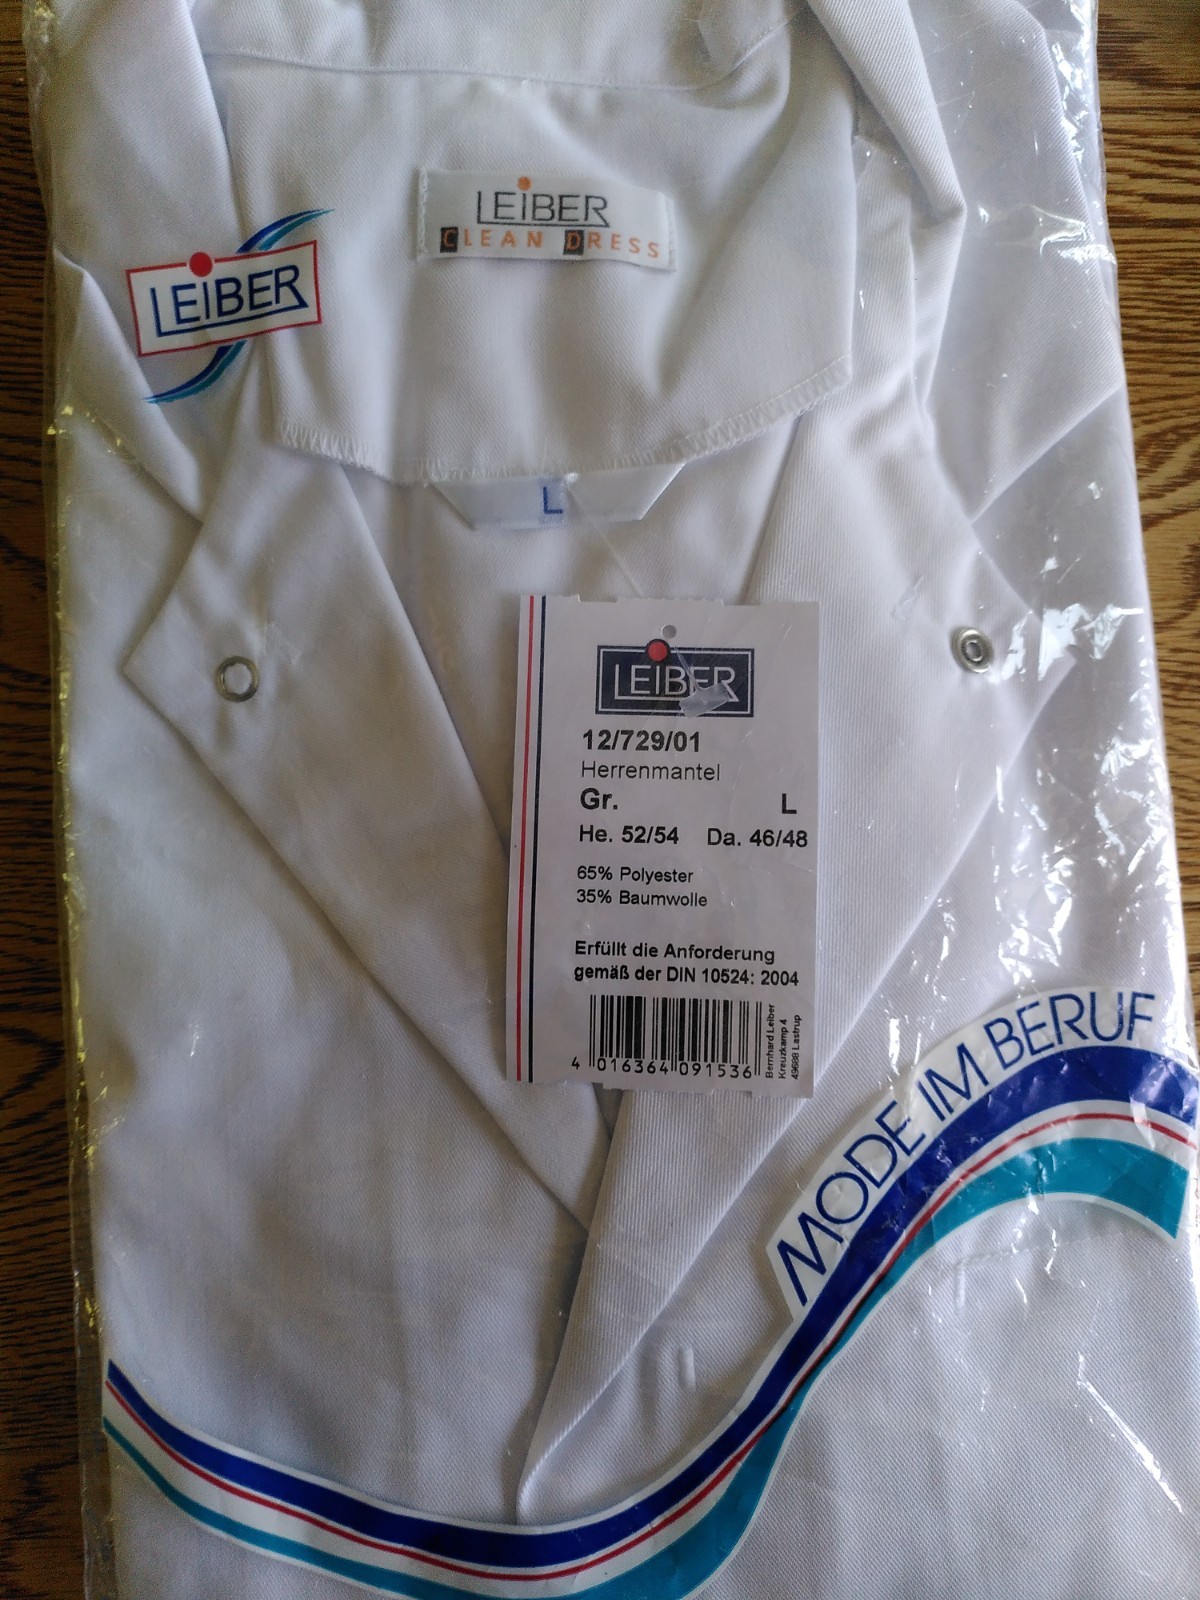 LEIBER
CLEAN DRESS
LEIBER
L
LEIBER
12/729/01
Herrenmantel
Gr. L
He. 52/54 Da. 46/48
65% Polyester
35% Baumwolle
Erfüllt die Anforderung
gemäß der DIN 10524: 2004
4 016364 091536
Bernhard Leiber
Kreuzkamp 4
49688 Lastrup
MODE IM BERUF